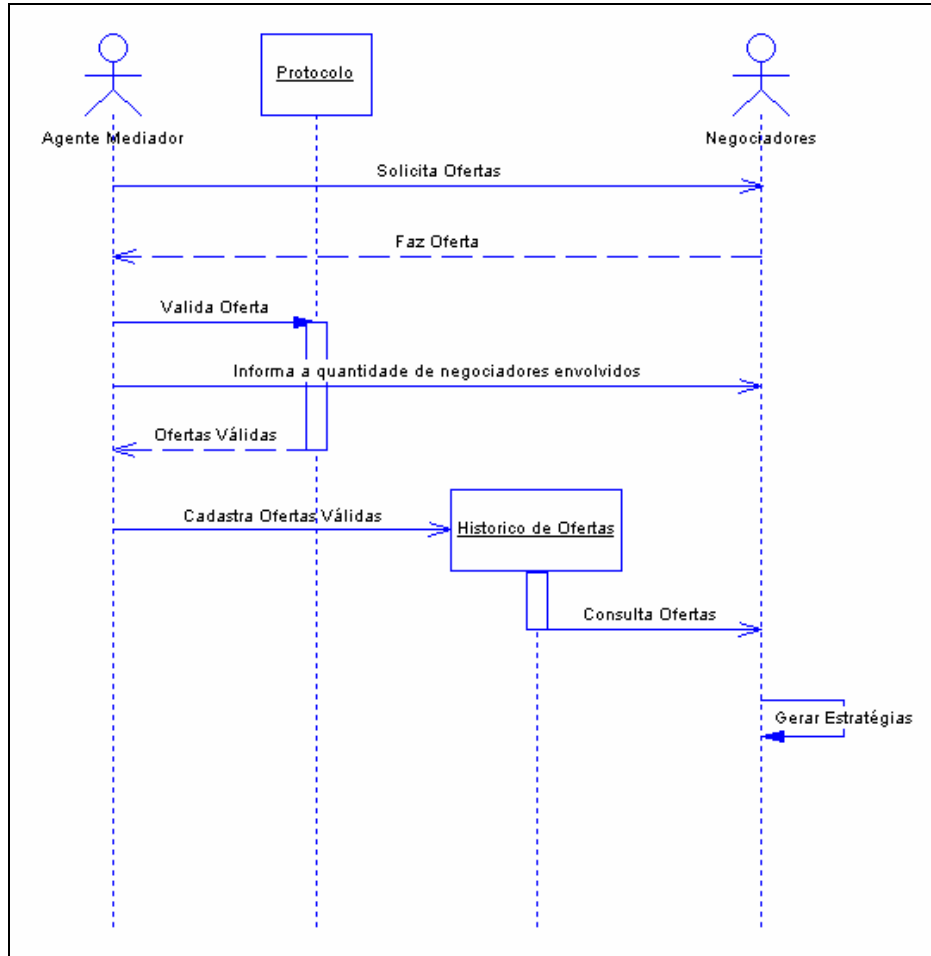 Protocolo
Agente Mediador
Negociadores
Solicita Ofertas
Faz Oferta
Valida Oferta
Informa a quantidade de negociadores envolvidos
Ofertas Válidas
Cadastra Ofertas Válidas
Historico de Ofertas
Consulta Ofertas
Gerar Estratégias